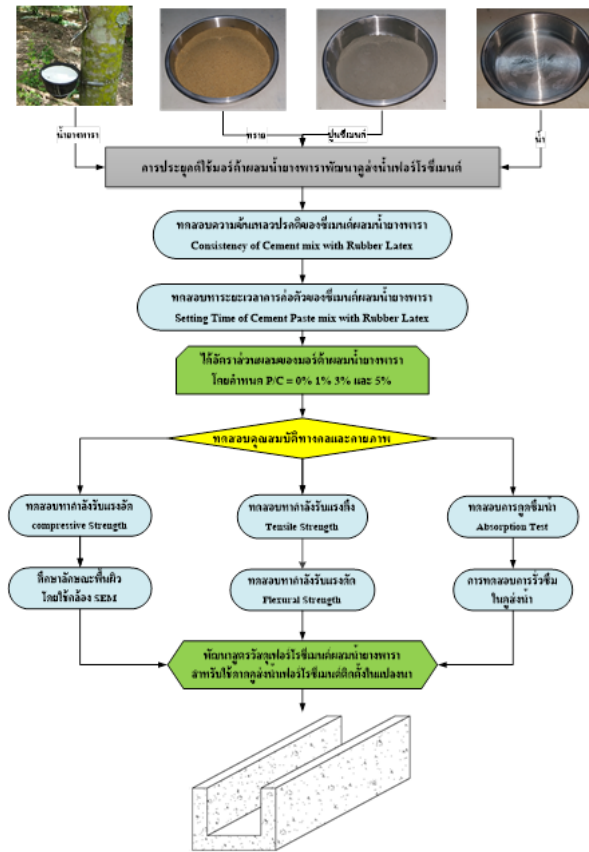 น้ำยางพารา
ทราย
ปูนซีเมนต์
น้ำ
การประยุกต์ใช้มอร์ต้าผสมน้ำยางพาราพัฒนาคูส่งน้ำเฟอร์โรซีเมนต์
ทดสอบความข้นเหลวปรกติของซีเมนต์ผสมน้ำยางพารา
Consistency of Cement mix with Rubber Latex
ทดสอบหาระยะเวลาการก่อตัวของซีเมนต์ผสมน้ำยางพารา
Setting Time of Cement Paste mix with Rubber Latex
ได้อัตราส่วนผสมของมอร์ต้าผสมน้ำยางพารา
โดยกำหนด P/C = 0% 1% 3% และ 5%
ทดสอบคุณสมบัติทางกลและกายภาพ
ทดสอบหากำลังรับแรงอัด
compressive Strength
ทดสอบหากำลังรับแรงดึง
Tensile Strength
ทดสอบการดูดซึมน้ำ
Absorption Test
ศึกษาลักษณะพื้นผิว
โดยใช้กล้อง SEM
ทดสอบหากำลังรับแรงดัด
Flexural Strength
การทดสอบการรั่วซึม
ในคูส่งน้ำ
พัฒนาสูตรวัสดุเฟอร์โรซีเมนต์ผสมน้ำยางพารา
สำหรับใช้ดาดคูส่งน้ำเฟอร์โรซีเมนต์ติดตั้งในแปลงนา